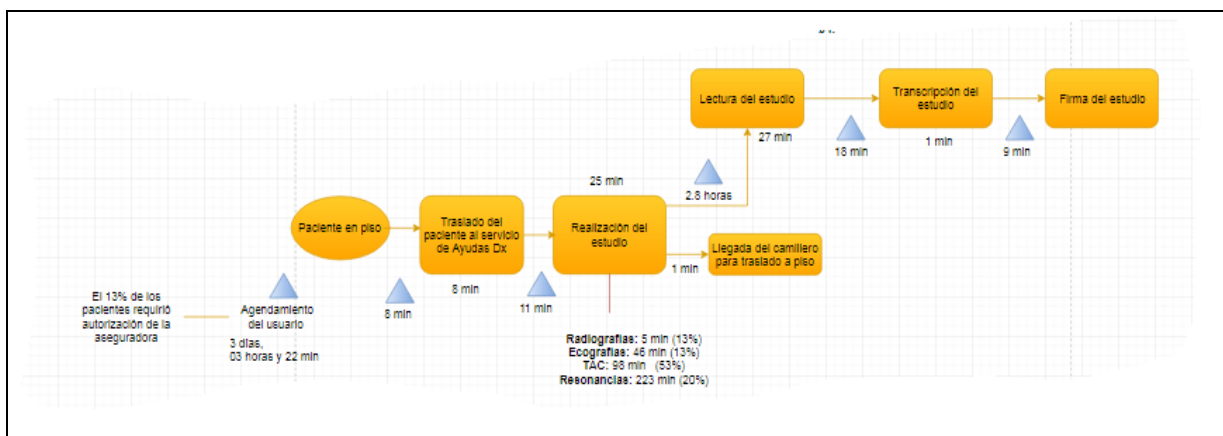 Lectura del estudio
Transcripción del
estudio
Firma del estudio
27 min
18 min
1 min
9 min
25 min
2.8 horas
Paciente en piso
Traslado del
paciente al servicio
de Ayudas Dx
Realización del
estudio
Llegada del camillero
para traslado a piso
1 min
8 min
8 min
11 min
El 13% de los
pacientes requirió
autorización de la
aseguradora
Agendamiento
del usuario
3 días,
03 horas y 22 min
Radiografías: 5 min (13%)
Ecografías: 46 min (13%)
TAC: 98 min (53%)
Resonancias: 223 min (20%)